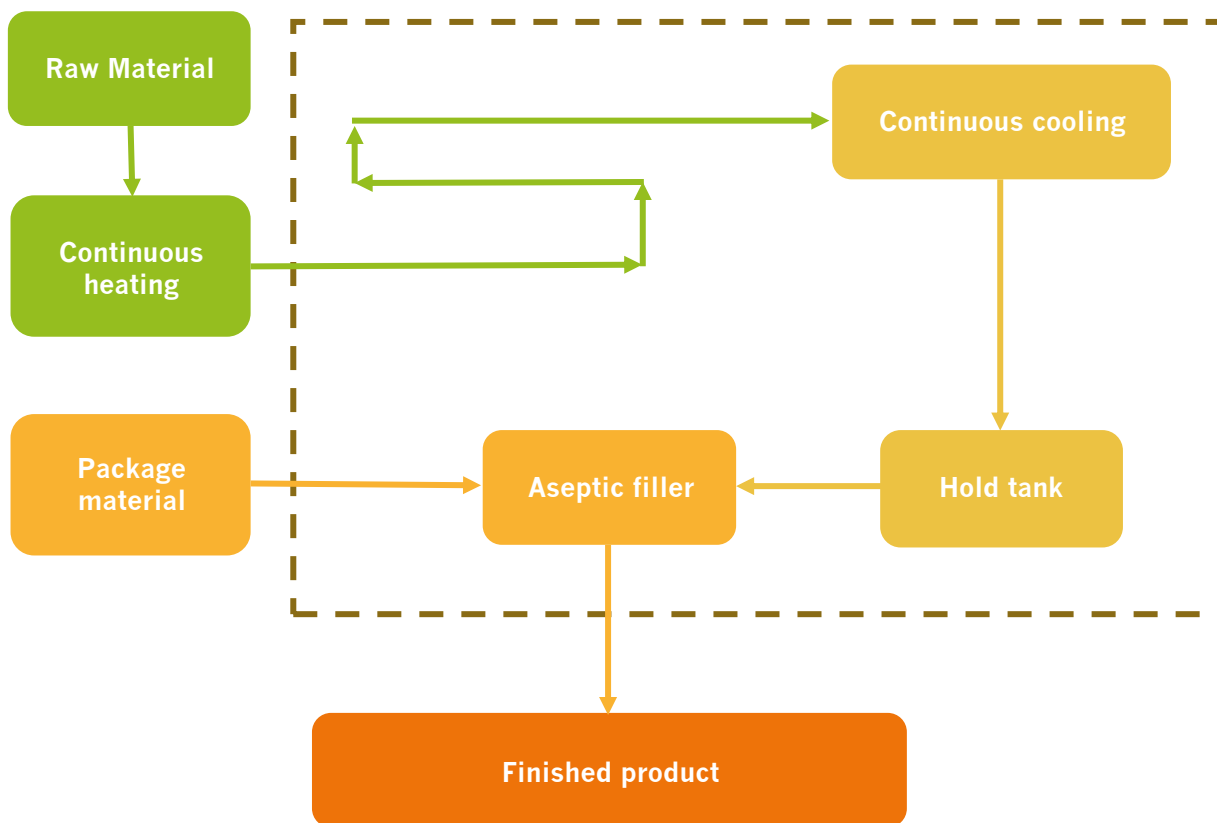 Raw Material
Continuous cooling
Continuous
heating
Package
material
Aseptic filler
Hold tank
Finished product